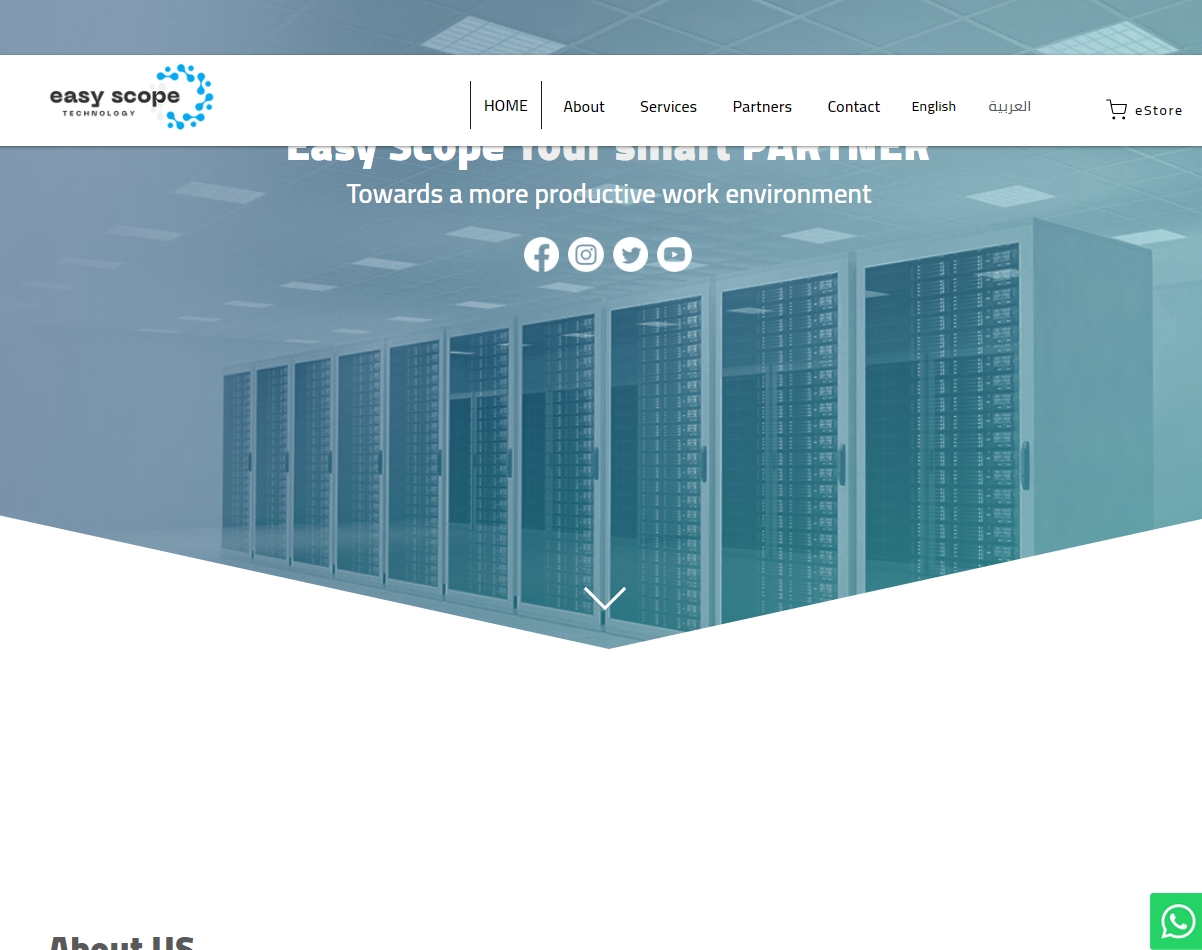 easy scope
TECHNOLOGY
HOME
About
Services
Partners
Contact
English
العربية
eStore
Easy Scope Your smart PARTNER
Towards a more productive work environment
About US